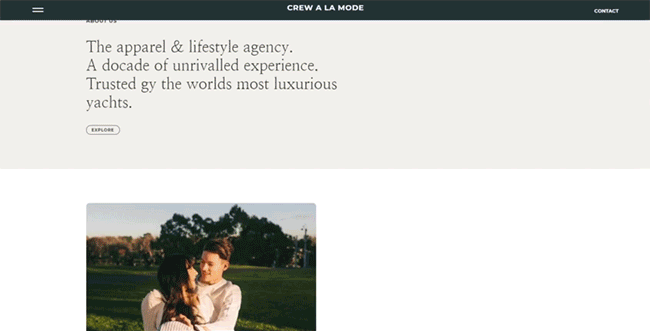 CREW A LA MODE
CONTACT
ABOUT US
The apparel & lifestyle agency.
A docade of unrivalled experience.
Trusted gy the worlds most luxurious
yachts.
EXPLORE